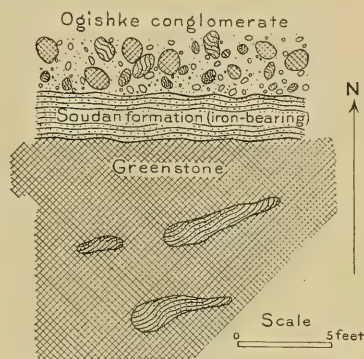 Ogishke conglomerate
Soudan formation (iron-bearing)
N
Greenstone
Scale
0 5 feet